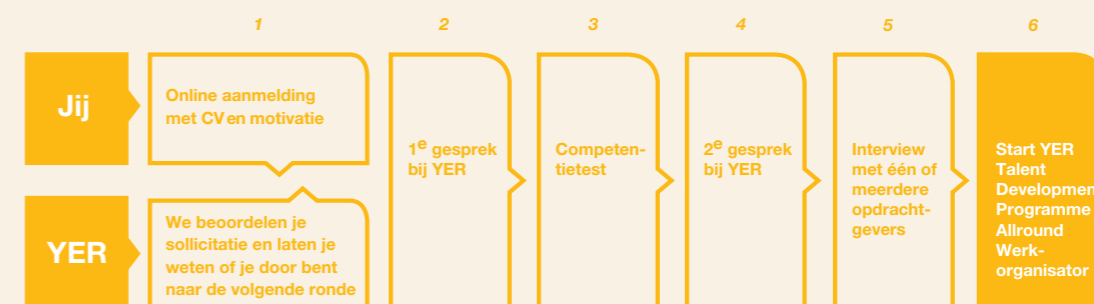 1
2
3
4
5
6
Jij
Online aanmelding
met CV en motivatie
YER
We beoordelen je
sollicitatie en laten je
weten of je door bent
naar de volgende ronde
1e gesprek
bij YER
Competen-
tietest
2e gesprek
bij YER
Interview
met één of
meerdere
opdracht-
gevers
Start YER
Talent
Developmen
Programme
Allround
Werk-
organisator